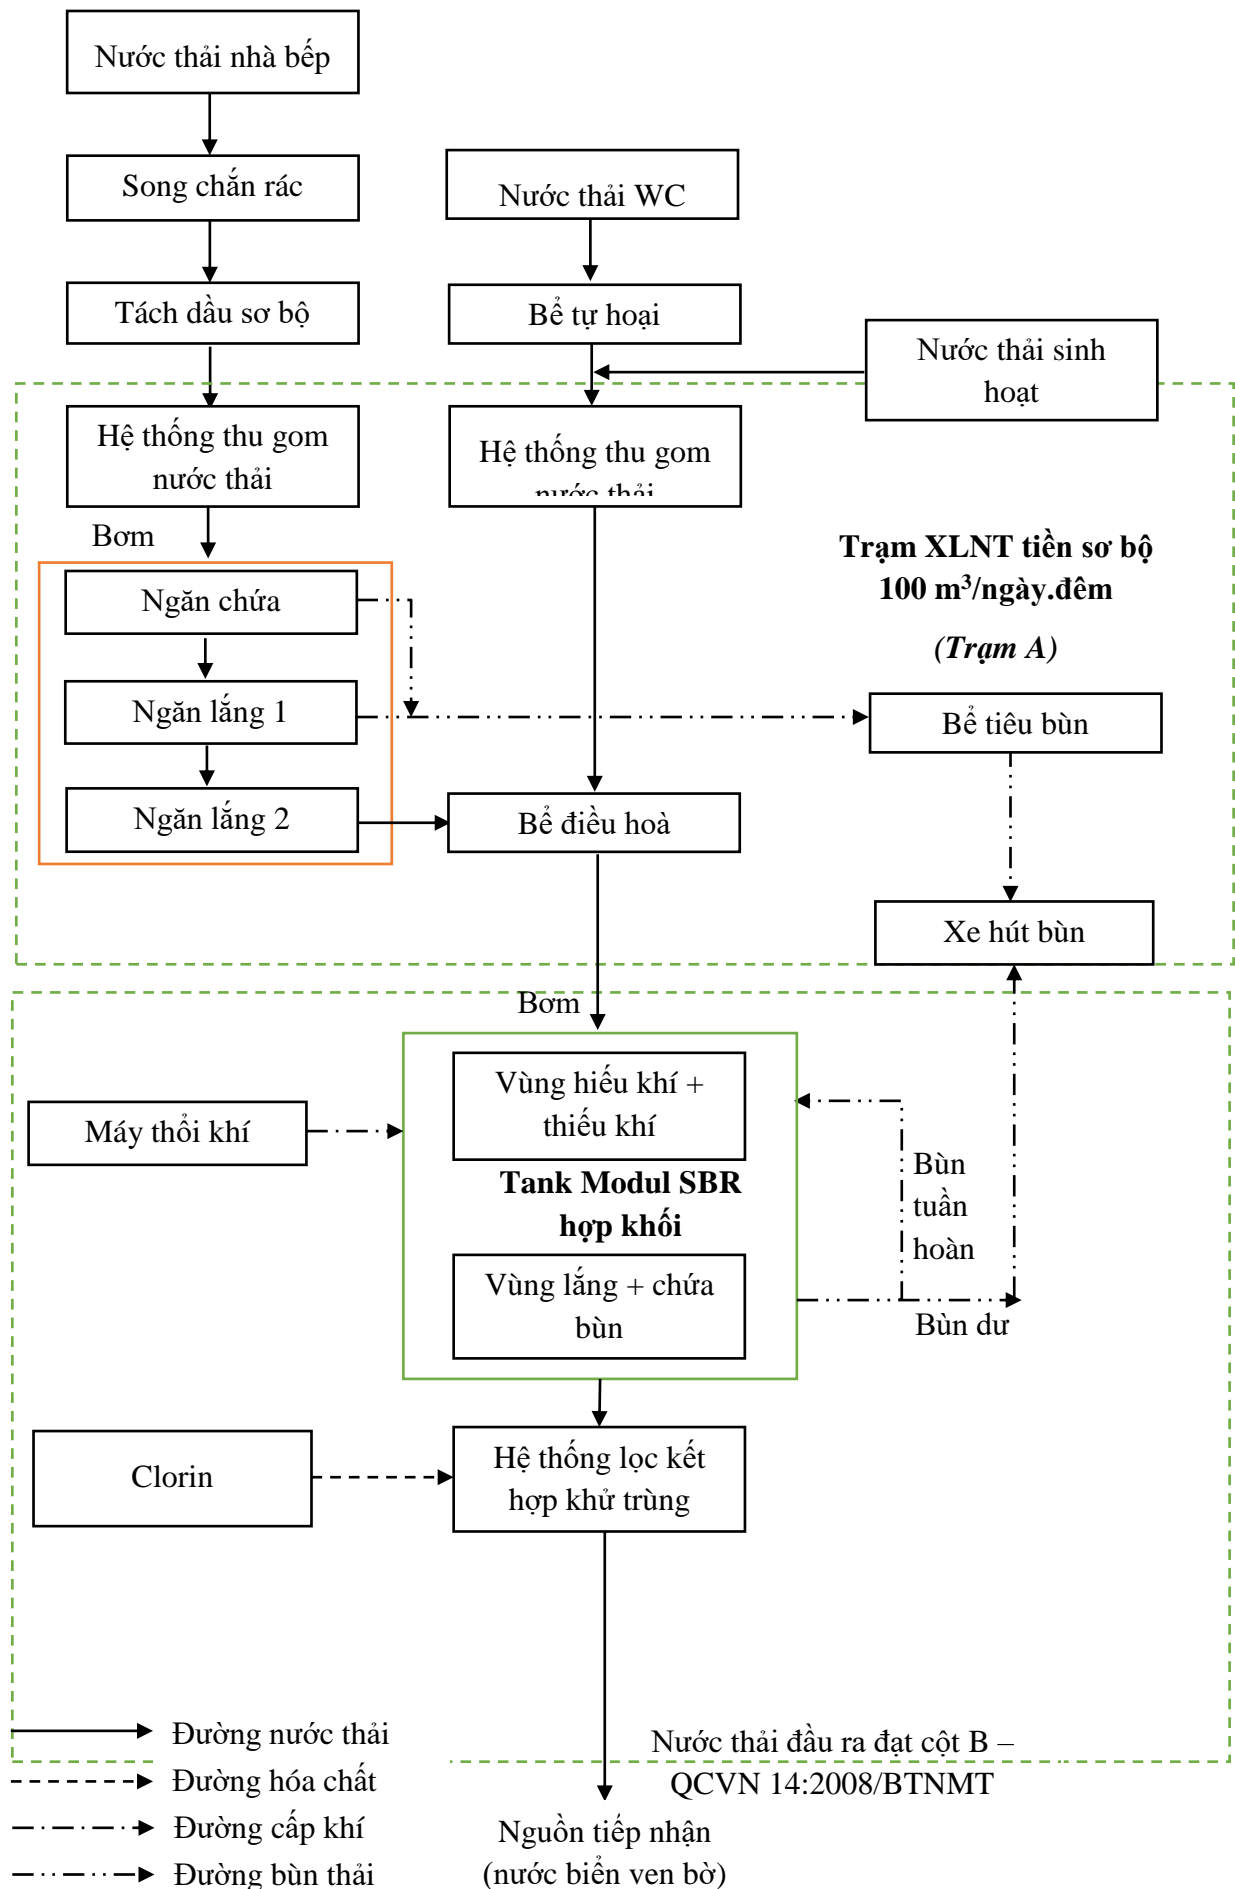 Nước thải nhà bếp
Song chắn rác
Nước thải WC
Tách dầu sơ bộ
Bể tự hoại
Nước thải sinh
hoạt
Hệ thống thu gom
nước thải
Hệ thống thu gom
nước thải
Bơm
Trạm XLNT tiền sơ bộ
100 m³/ngày.đêm
(Trạm A)
Ngăn chứa
Ngăn lắng 1
Bể tiêu bùn
Ngăn lắng 2
Bể điều hoà
Xe hút bùn
Bơm
Vùng hiếu khí +
thiếu khí
Máy thổi khí
Tank Modul SBR
hợp khối
Bùn
tuần
hoàn
Vùng lắng + chứa
bùn
Bùn dư
Clorin
Hệ thống lọc kết
hợp khử trùng
Đường nước thải
Đường hóa chất
Đường cấp khí
Đường bùn thải
Nước thải đầu ra đạt cột B –
QCVN 14:2008/BTNMT
Nguồn tiếp nhận
(nước biển ven bờ)